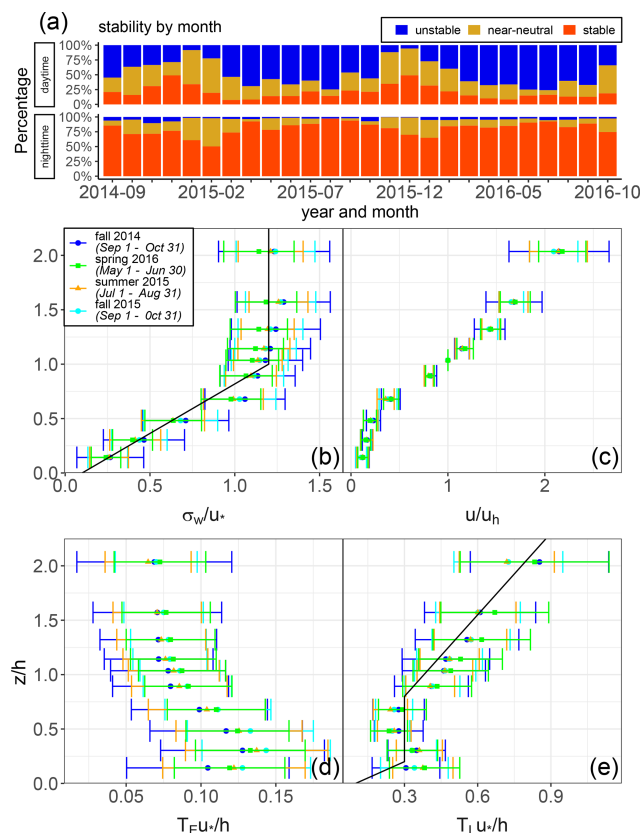 (a) stability by month
unstable near-neutral stable
Percentage
daytime
100%
75%
50%
25%
0%
nighttime
100%
75%
50%
25%
0%
2014-09 2015-02 2015-07 2015-12 2016-05 2016-10
year and month
fall 2014
(Sep 1 - Oct 31)
spring 2016
(May 1 - Jun 30)
summer 2015
(Jul 1 - Aug 31)
fall 2015
(Sep 1 - 0ct 31)
2.0
1.5
1.0
0.5
0.0
(b) (c)
0.0 0.5 1.0 1.5 0 1 2
σw/u* u/uh
z/h
2.0
1.5
1.0
0.5
0.0
(d) (e)
0.05 0.10 0.15 0.3 0.6 0.9
TEu*/h TLu*/h